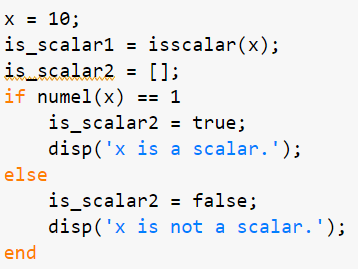 x = 10;
is_scalar1 = isscalar(x);
is_scalar2 = [];
if numel(x) == 1
    is_scalar2 = true;
    disp('x is a scalar.');
else
    is_scalar2 = false;
    disp('x is not a scalar.');
end